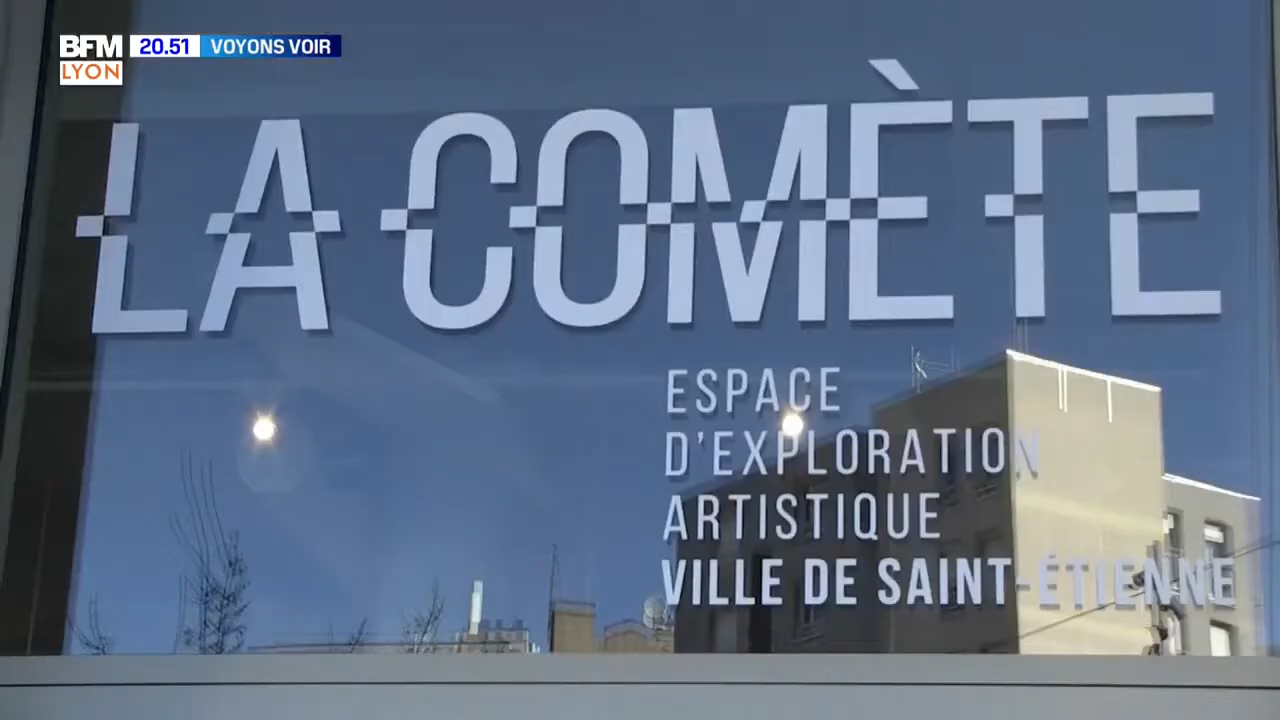 BFM 20.51 VOYONS VOIR
LYON
LA COMÈTE
ESPACE
D'EXPLORATION
ARTISTIQUE
VILLE DE SAINT-ÉTIENNE